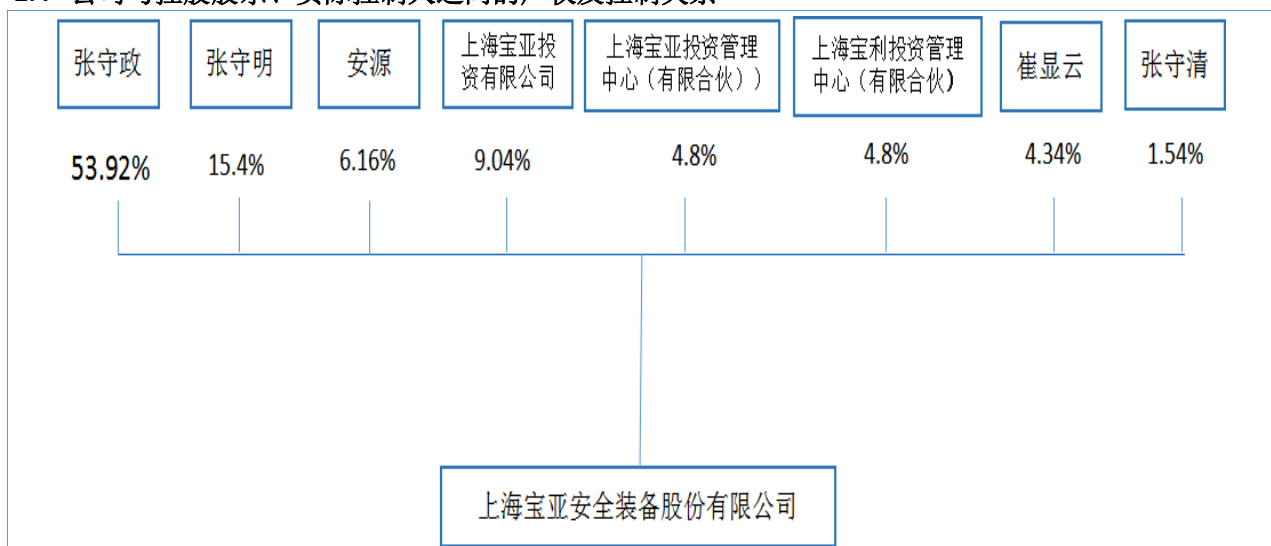 张守政
张守明
安源
上海宝亚投
资有限公司
上海宝亚投资管理
中心（有限合伙））
上海宝利投资管理
中心（有限合伙）
崔显云
张守清
53.92%
15.4%
6.16%
9.04%
4.8%
4.8%
4.34%
1.54%
上海宝亚安全装备股份有限公司